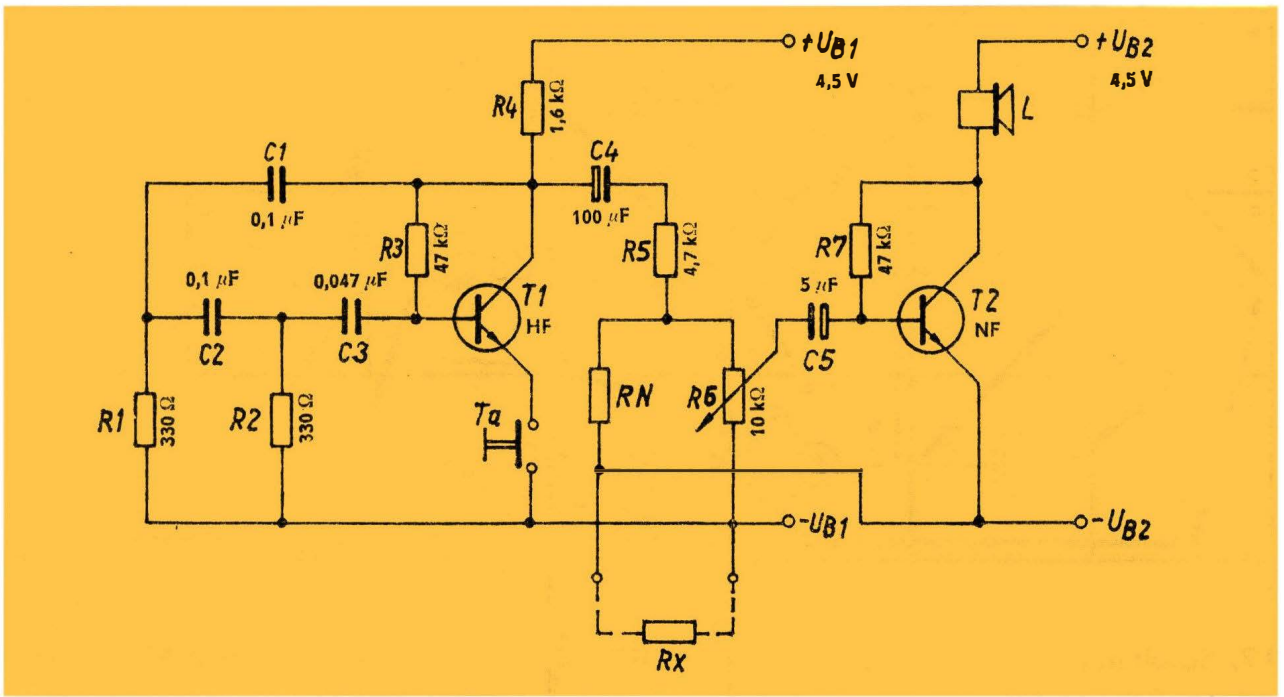 +UB1
4,5 V
+UB2
4,5 V
R4
1,6 kΩ
L
C1
0,1 µF
C4
100 µF
R3
47 kΩ
R5
4,7 kΩ
R7
47 kΩ
0,1 µF
C2
0,047 µF
C3
T1
HF
5 µF
C5
T2
NF
R1
330 Ω
R2
330 Ω
Ta
RN
R6
10 kΩ
-UB1
-UB2
Rx